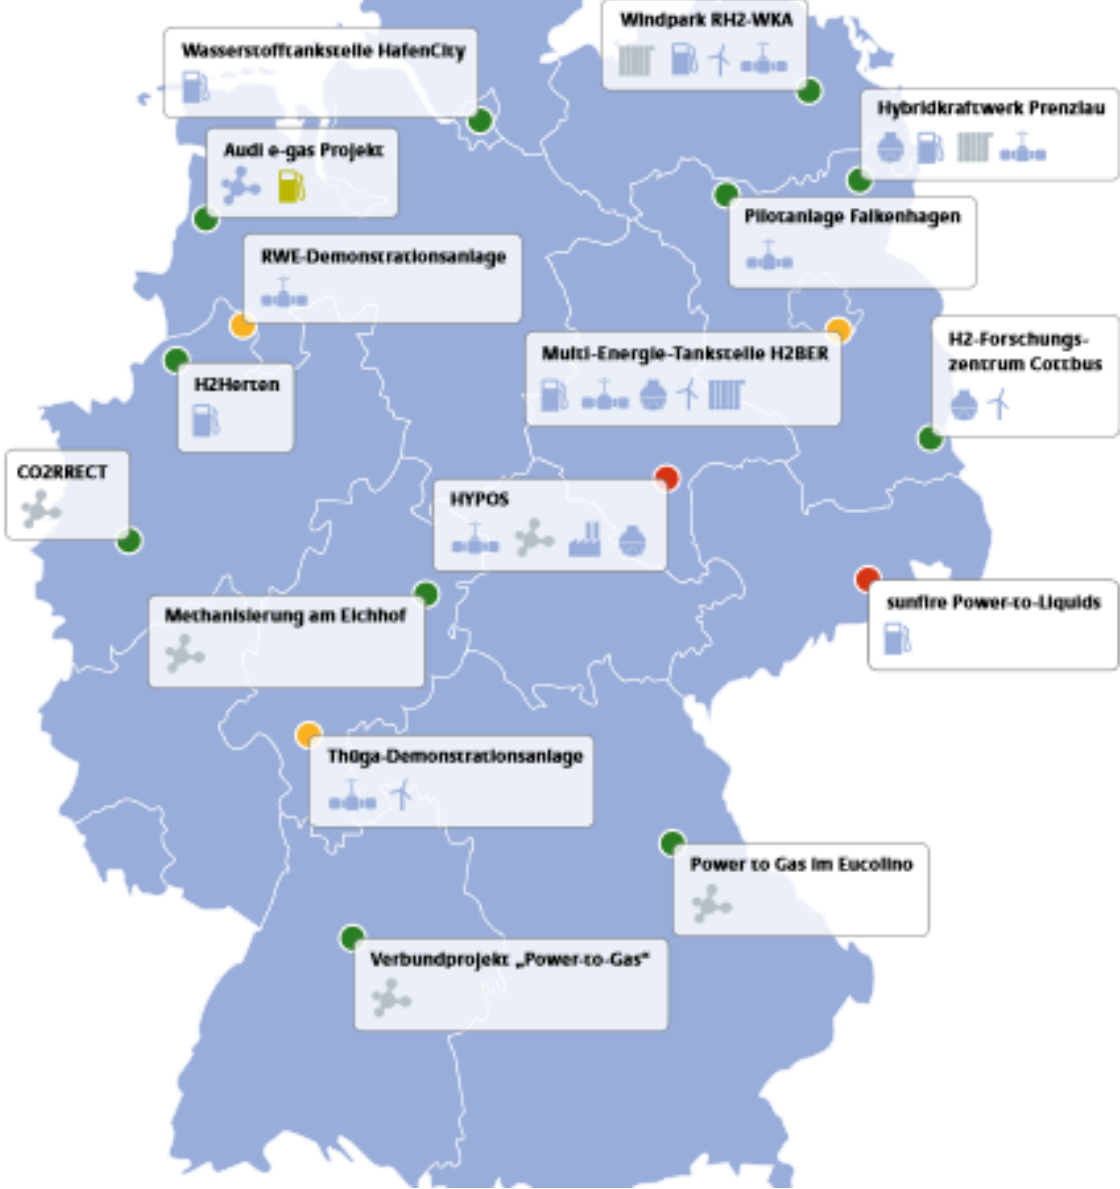 Windpark RH2-WKA
Wasserstofftankstelle HafenCity
Hybridkraftwerk Prenzlau
Audi e-gas Projekt
Pilotanlage Falkenhagen
RWE-Demonstrationsanlage
H2-Forschungs-
zentrum Cottbus
Multi-Energie-Tankstelle H2BER
H2Herten
CO2RRECT
HYPOS
sunfire Power-to-Liquids
Methanisierung am Eichhof
Thüga-Demonstrationsanlage
Power to Gas im Eucolino
Verbundprojekt „Power-to-Gas“